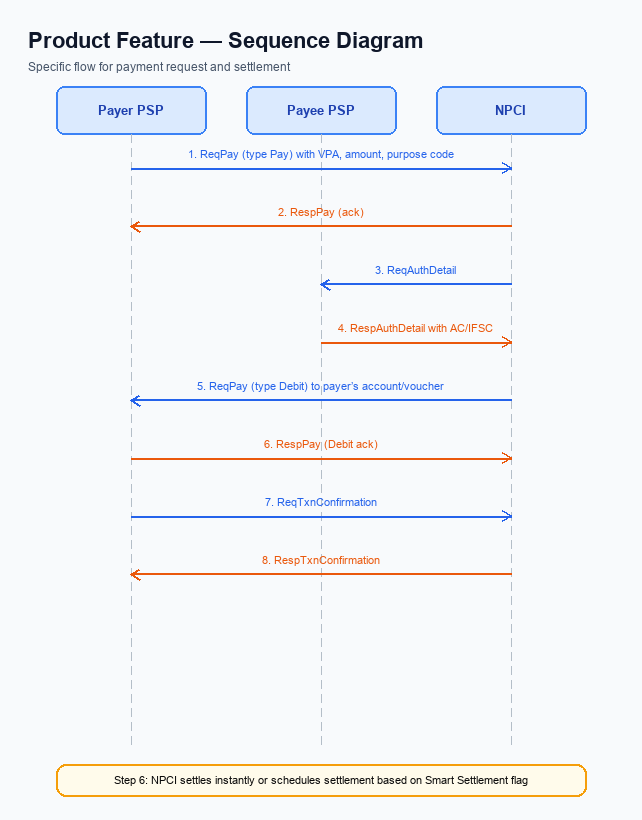 Product Feature — Sequence Diagram
Specific flow for payment request and settlement
Payer PSP
Payee PSP
NPCI
1. ReqPay (type Pay) with VPA, amount, purpose code
2. RespPay (ack)
3. ReqAuthDetail
4. RespAuthDetail with AC/IFSC
5. ReqPay (type Debit) to payer's account/voucher
6. RespPay (Debit ack)
7. ReqTxnConfirmation
8. RespTxnConfirmation
Step 6: NPCI settles instantly or schedules settlement based on Smart Settlement flag